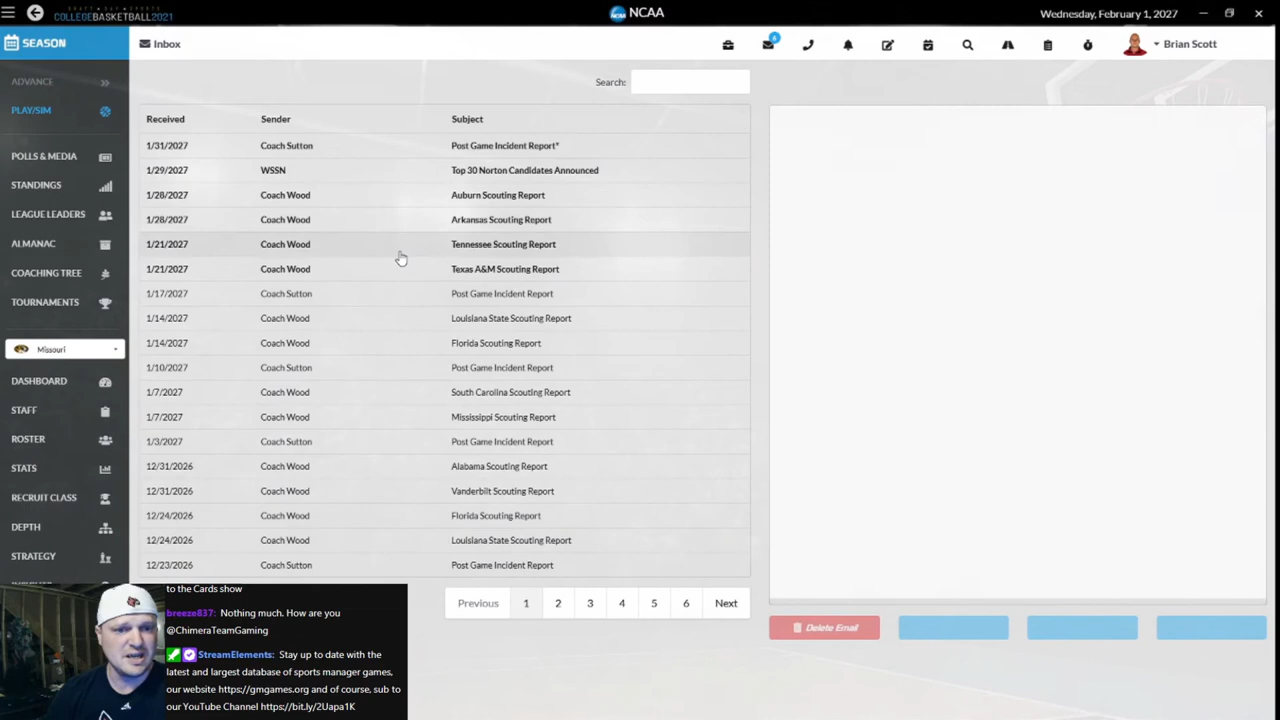 DRAFT DAY SPORTS
COLLEGE BASKETBALL 2021
NCAA
Wednesday, February 1, 2027
SEASON
Inbox
6
Brian Scott
ADVANCE
PLAY/SIM
POLLS & MEDIA
STANDINGS
LEAGUE LEADERS
ALMANAC
COACHING TREE
TOURNAMENTS
Missouri
DASHBOARD
STAFF
ROSTER
STATS
RECRUIT CLASS
DEPTH
STRATEGY
Search:
Received Sender Subject
1/31/2027 Coach Sutton Post Game Incident Report*
1/29/2027 WSSN Top 30 Norton Candidates Announced
1/28/2027 Coach Wood Auburn Scouting Report
1/28/2027 Coach Wood Arkansas Scouting Report
1/21/2027 Coach Wood Tennessee Scouting Report
1/21/2027 Coach Wood Texas A&M Scouting Report
1/17/2027 Coach Sutton Post Game Incident Report
1/14/2027 Coach Wood Louisiana State Scouting Report
1/14/2027 Coach Wood Florida Scouting Report
1/10/2027 Coach Sutton Post Game Incident Report
1/7/2027 Coach Wood South Carolina Scouting Report
1/7/2027 Coach Wood Mississippi Scouting Report
1/3/2027 Coach Sutton Post Game Incident Report
12/31/2026 Coach Wood Alabama Scouting Report
12/31/2026 Coach Wood Vanderbilt Scouting Report
12/24/2026 Coach Wood Florida Scouting Report
12/24/2026 Coach Wood Louisiana State Scouting Report
12/23/2026 Coach Sutton Post Game Incident Report
Previous 1 2 3 4 5 6 Next
Delete Email
to the Cards show
breeze837: Nothing much. How are you
@ChimeraTeamGaming
StreamElements: Stay up to date with the
latest and largest database of sports manager games,
our website https://gmgames.org and of course, sub to
our YouTube Channel https://bit.ly/2Uapa1K